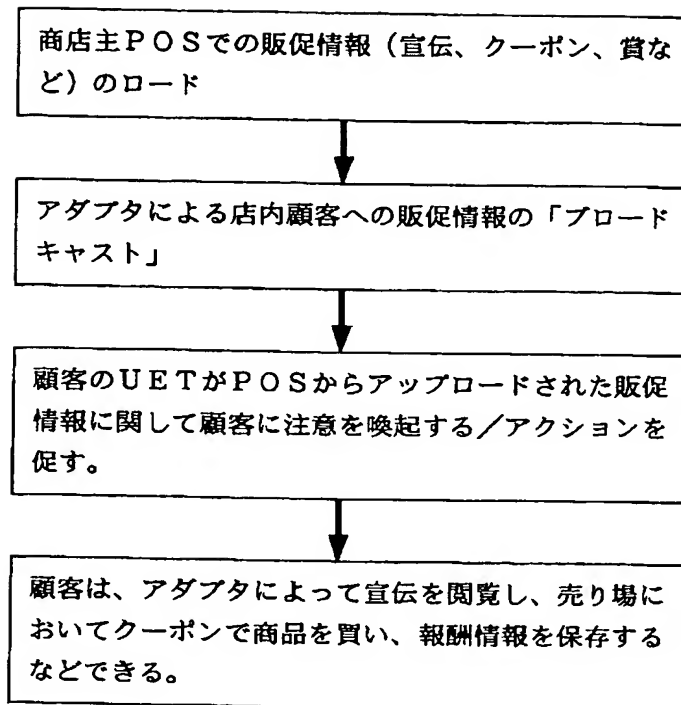 商店主ＰＯＳでの販促情報（宣伝、クーポン、賞な
ど）のロード
アダプタによる店内顧客への販促情報の「ブロード
キャスト」
顧客のＵＥＴがＰＯＳからアップロードされた販促
情報に関して顧客に注意を喚起する／アクションを
促す。
顧客は、アダプタによって宣伝を閲覧し、売り場に
おいてクーポンで商品を買い、報酬情報を保存する
などできる。